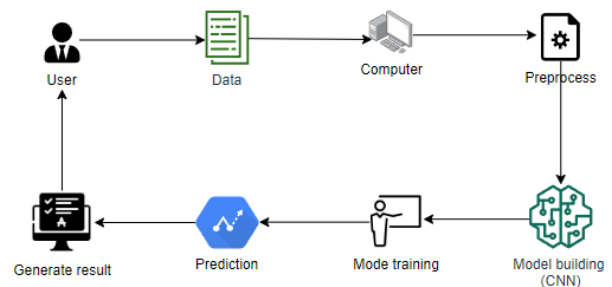 User
Data
Computer
Preprocess
Generate result
Prediction
Mode training
Model building
(CNN)